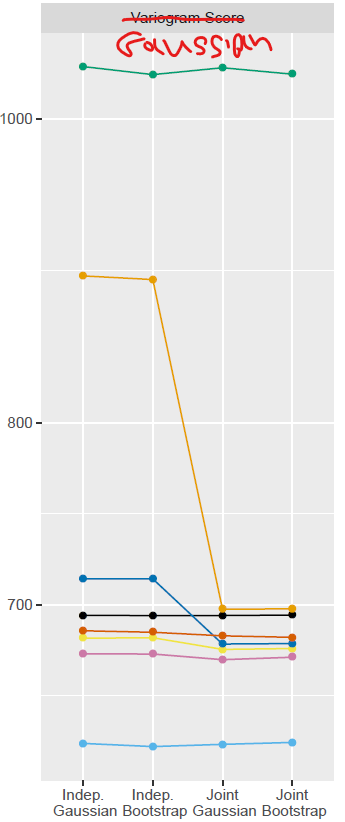 Variogram Score
Gaussian
1000
800
700
Indep. Indep. Joint Joint
Gaussian Bootstrap Gaussian Bootstrap